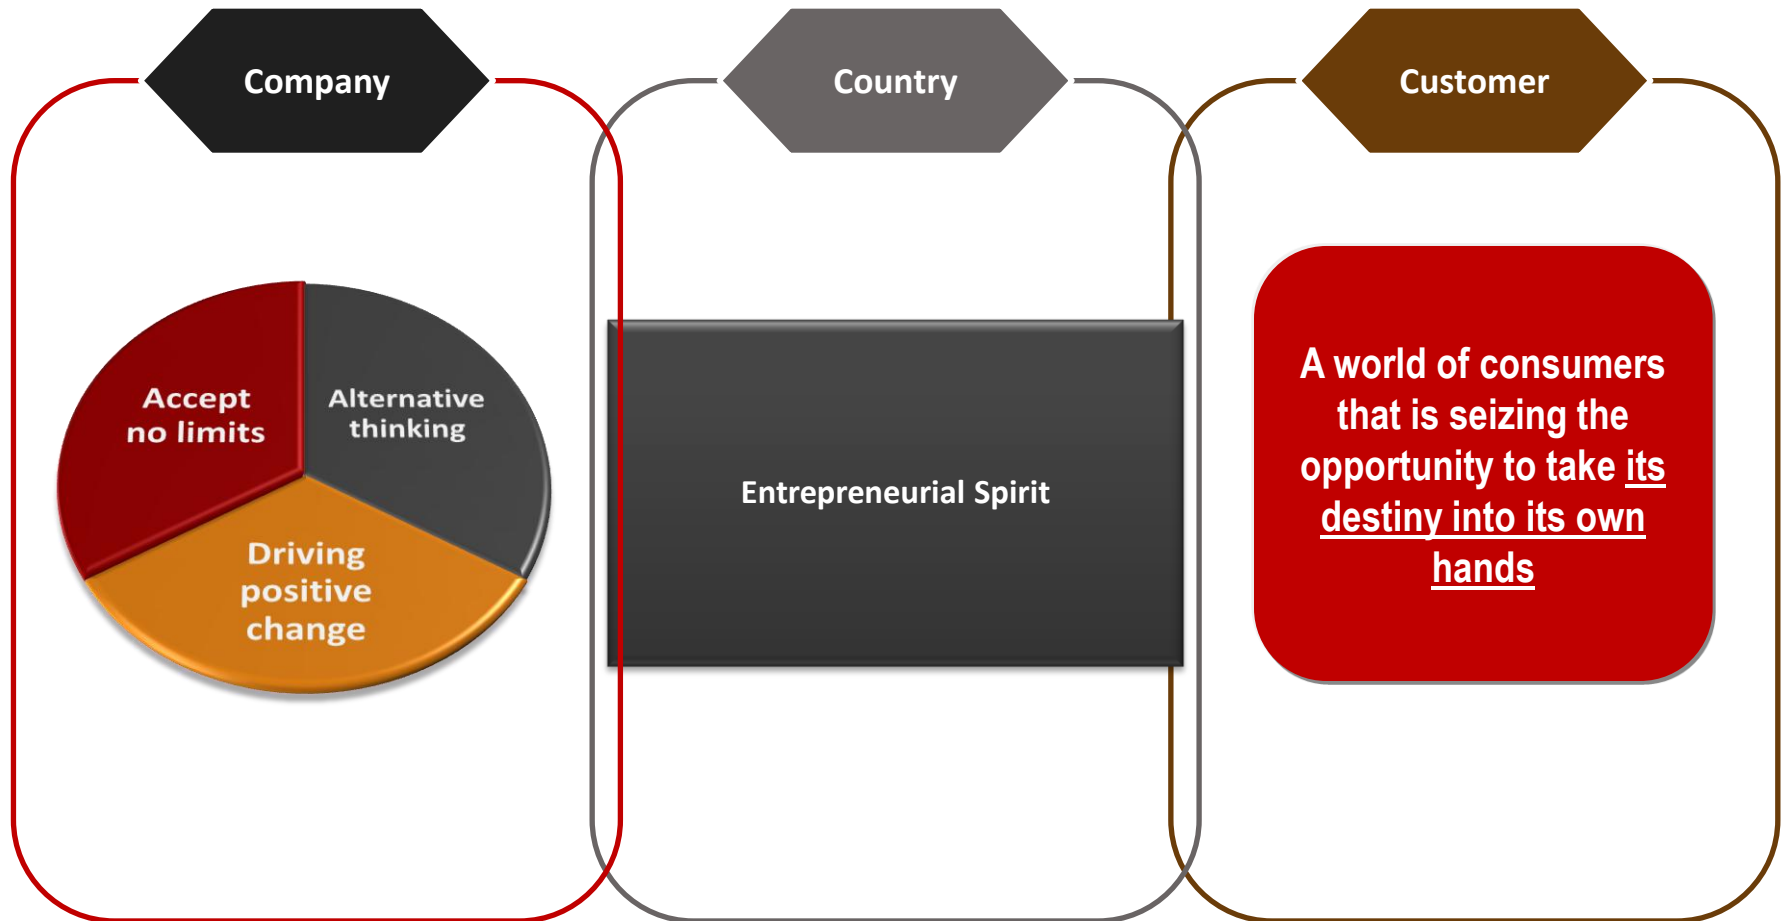 Company
Country
Customer
Accept
no limits
Alternative
thinking
Driving
positive
change
Entrepreneurial Spirit
A world of consumers
that is seizing the
opportunity to take its
destiny into its own
hands